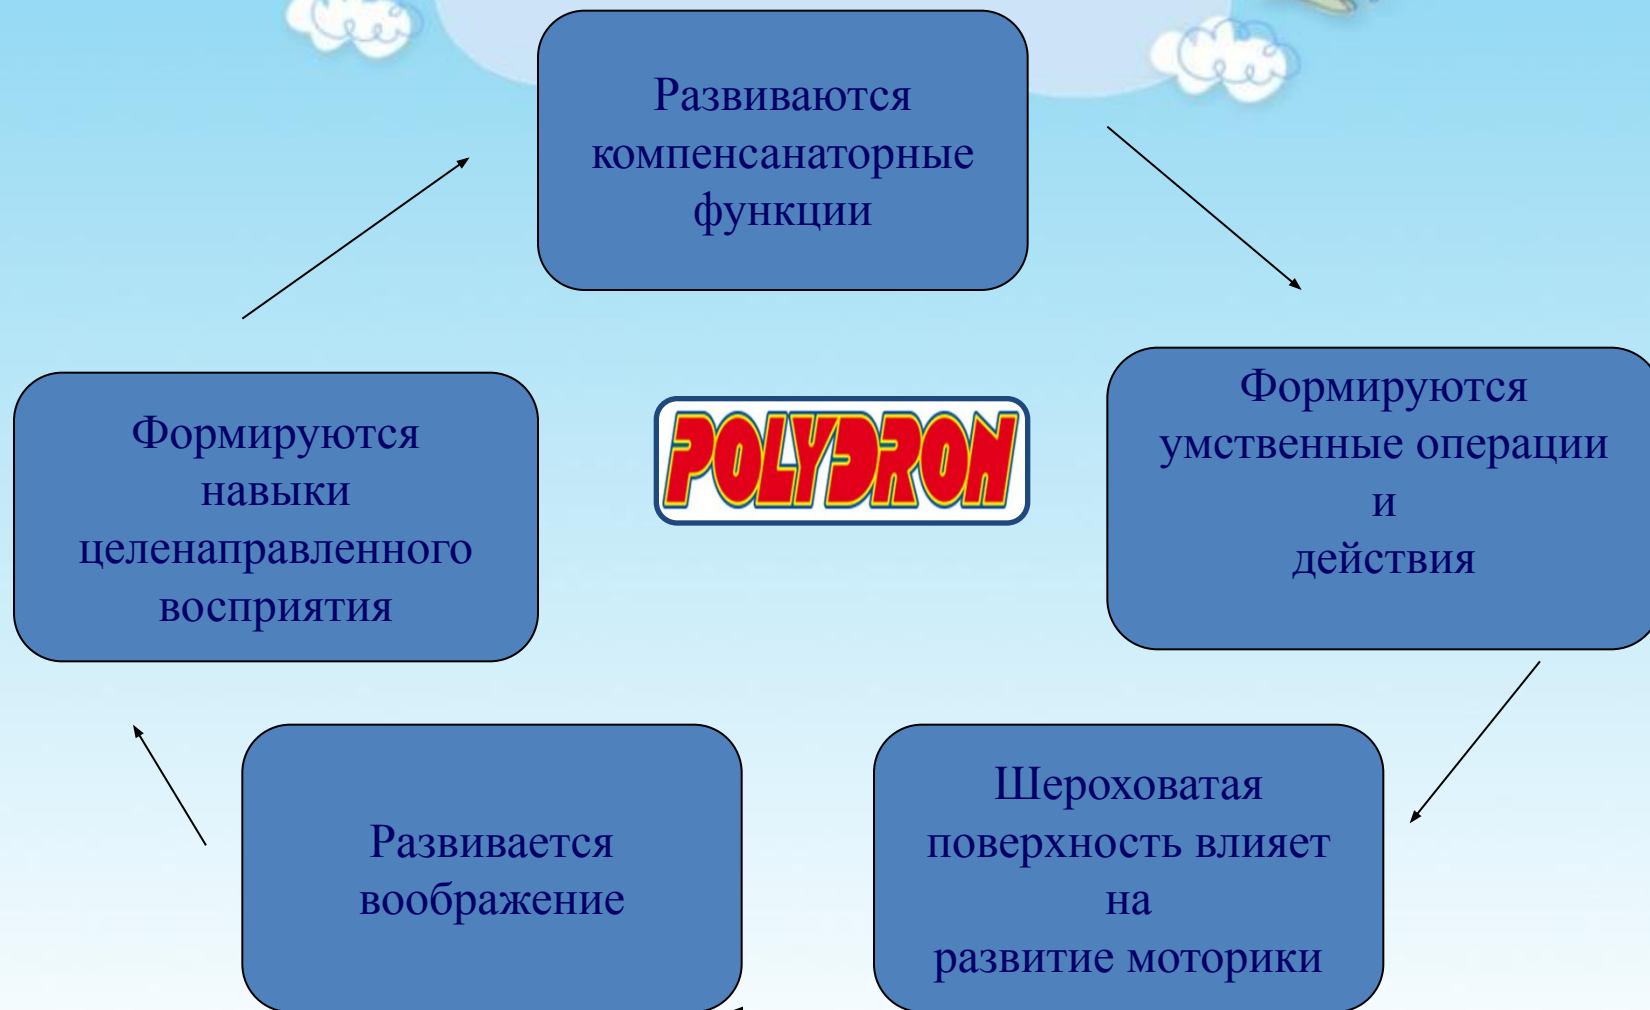 Развиваются
компенсанаторные
функции
Формируются
умственные операции
и
действия
Шероховатая
поверхность влияет
на
развитие моторики
Развивается
воображение
Формируются
навыки
целенаправленного
восприятия
POLYDRON